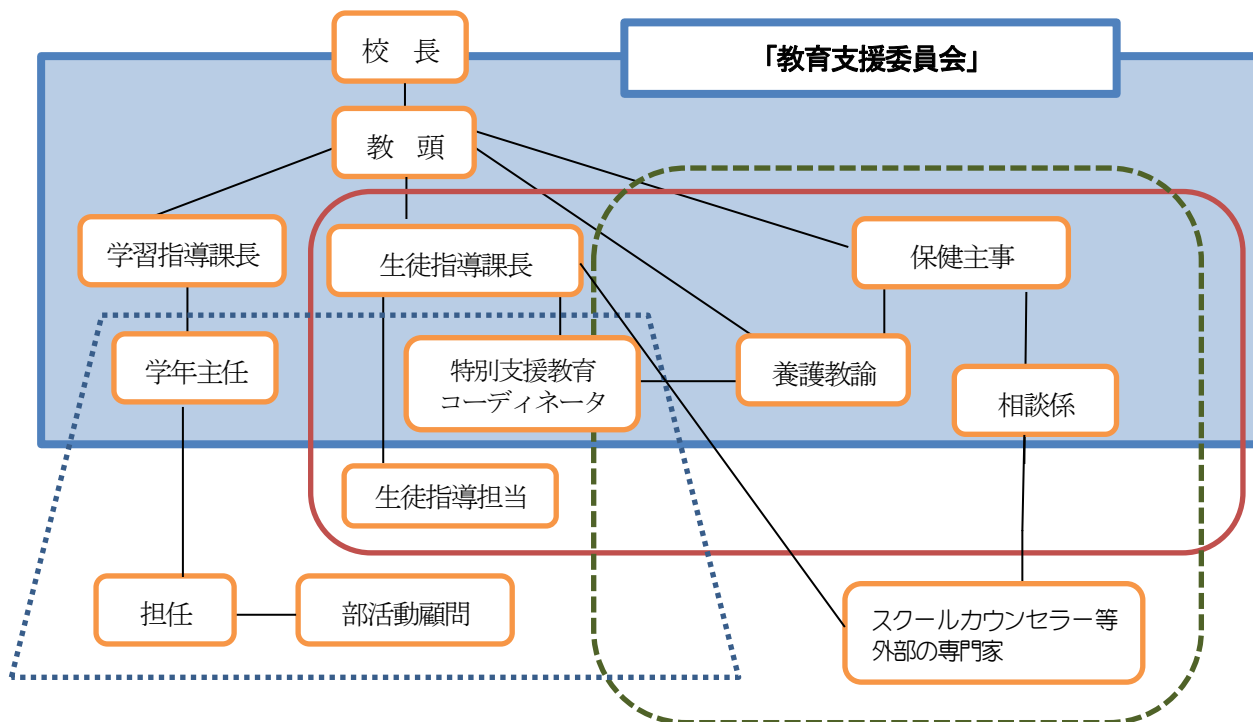 校　長
「教育支援委員会」
教　頭
学習指導課長
生徒指導課長
保健主事
学年主任
特別支援教育
コーディネータ
養護教諭
相談係
生徒指導担当
担任
部活動顧問
スクールカウンセラー等
外部の専門家